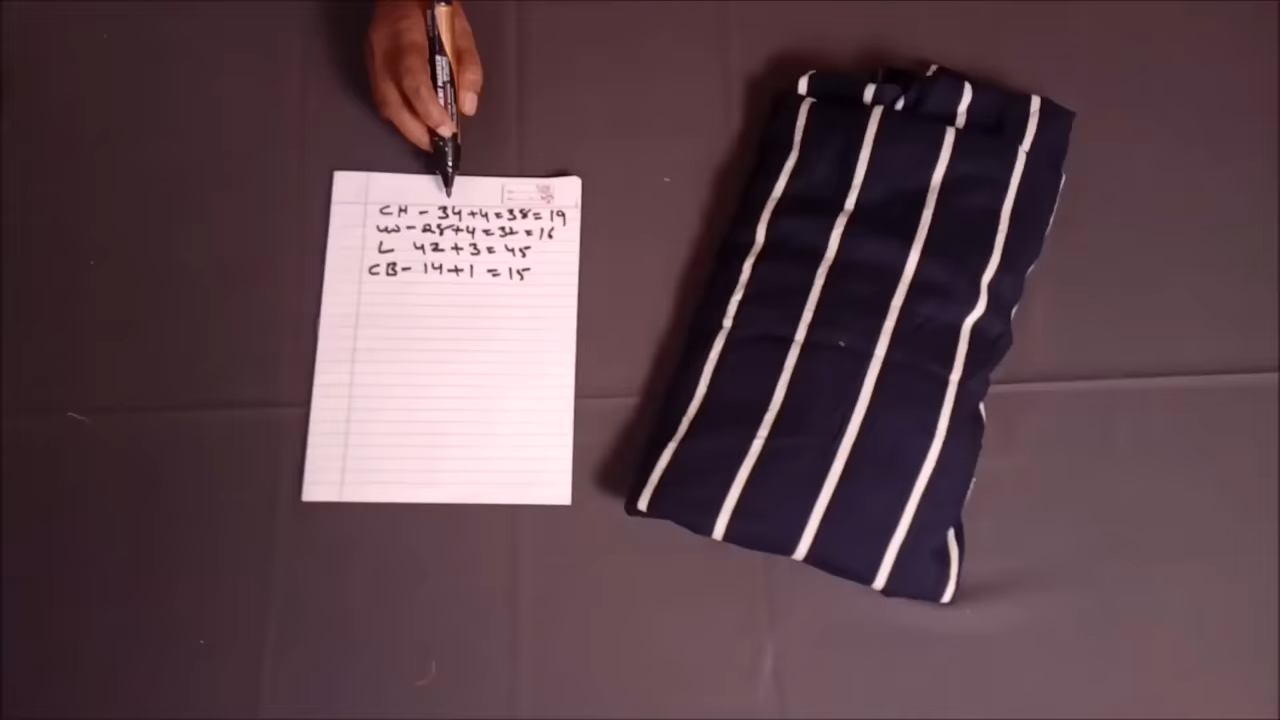 CH - 34+4=38=19
W - 28+4=32=16
L 42+3=45
CB - 14+1=15